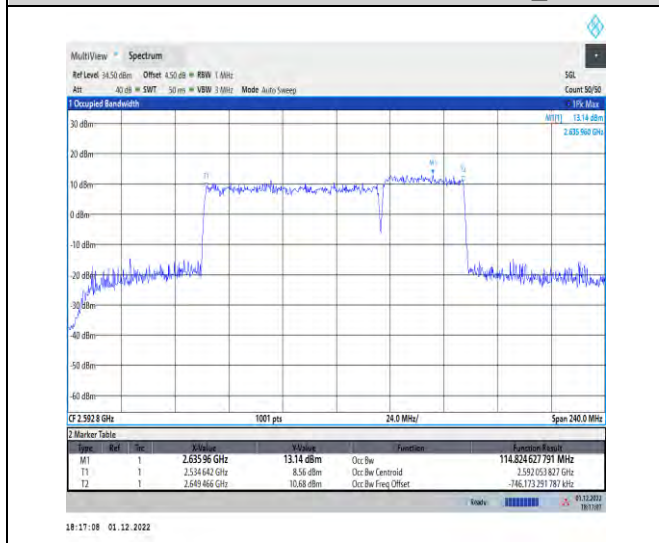 MultiView Spectrum
Ref Level 34.50 dBm Offset 4.50 dB RBW 1 MHz SGL
Att 40 dB SWT 50 ms VBW 3 MHz Mode Auto Sweep Count 50/50
1 Occupied Bandwidth 1Pk Max
30 dBm M1[1] 13.14 dBm
2.635 960 GHz
20 dBm
M1
T1 T2
10 dBm
0 dBm
-10 dBm
-20 dBm
-30 dBm
-40 dBm
-50 dBm
-60 dBm
CF 2.592 8 GHz 1001 pts 24.0 MHz/ Span 240.0 MHz
2 Marker Table
Type Ref Trc X-Value Y-Value Function Function Result
M1 1 2.635 96 GHz 13.14 dBm Occ Bw 114.824 627 791 MHz
T1 1 2.534 642 GHz 8.56 dBm Occ Bw Centroid 2.592 053 827 GHz
T2 1 2.649 466 GHz 10.68 dBm Occ Bw Freq Offset -746.173 291 787 kHz
Ready 01.12.2022
18:17:07
18:17:08 01.12.2022